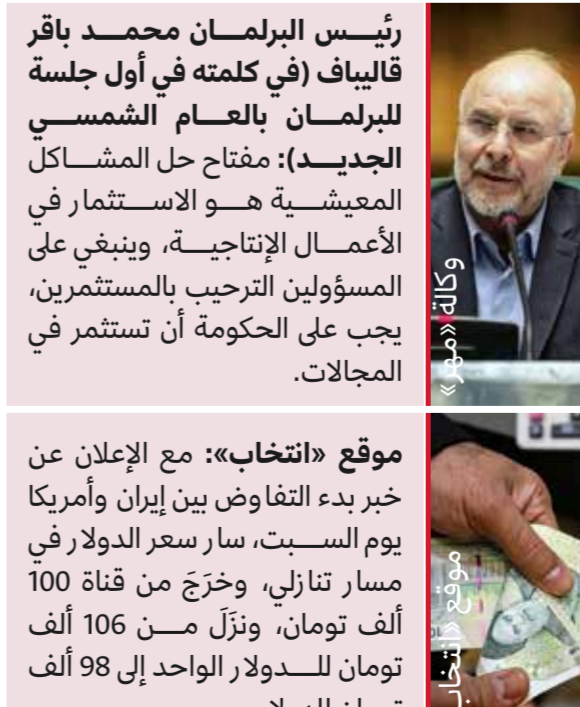 رئيس البرلمان محمد باقر
قاليباف (في كلمته في أول جلسة
للبرلمان بالعام الشمسي
الجديد): مفتاح حل المشاكل
المعيشية هو الاستثمار في
الأعمال الإنتاجية، وينبغي على
المسؤولين الترحيب بالمستثمرين،
يجب على الحكومة أن تستثمر في
المجالات.
وكالة «مهر»
موقع «انتخاب»: مع الإعلان عن
خبر بدء التفاوض بين إيران وأمريكا
يوم السبت، سار سعر الدولار في
مسار تنازلي، وخرَجَ من قناة 100
ألف تومان، ونزَلَ من 106 ألف
تومان للدولار الواحد إلى 98 ألف
موقع «انتخاب